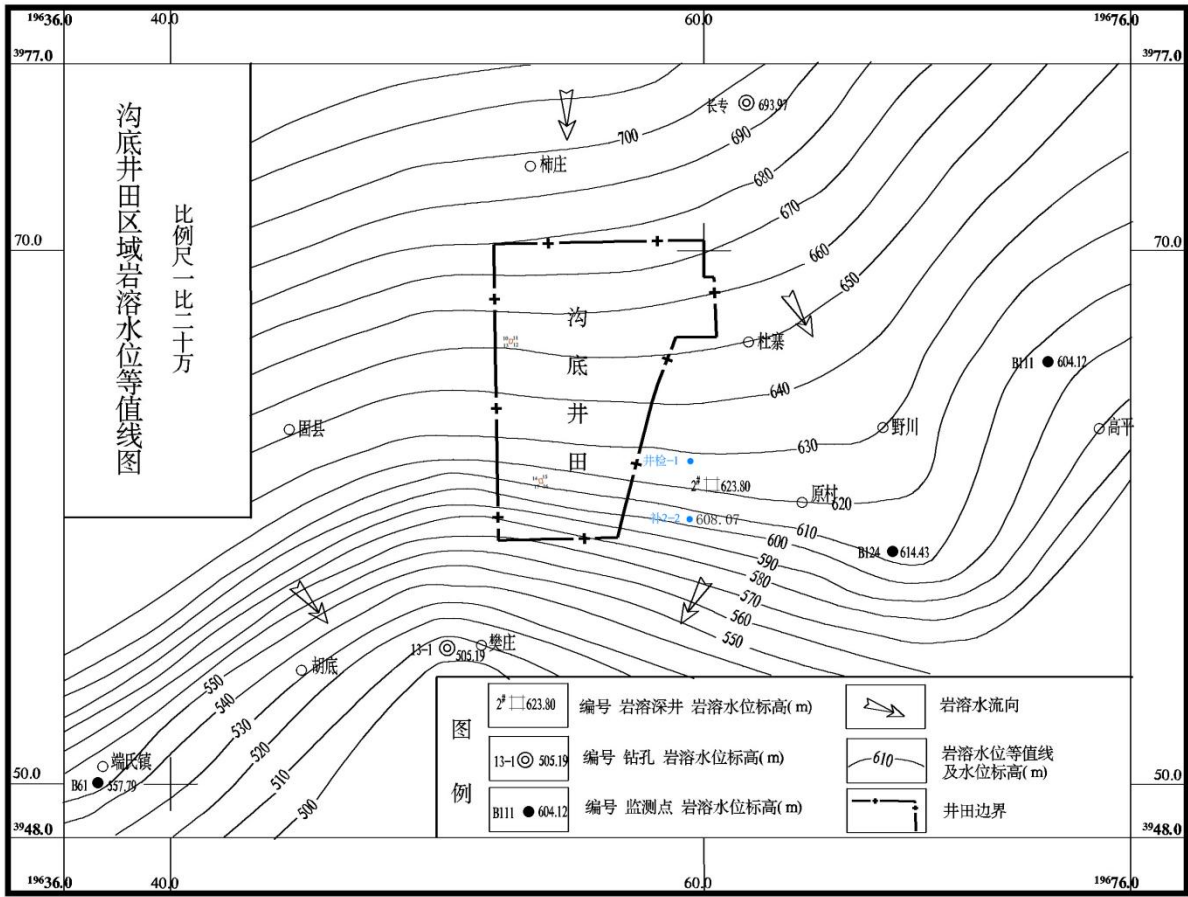 ¹⁹636.0 40.0 60.0 ¹⁹676.0
³⁹77.0 ³⁹77.0
沟底井田区域岩溶水位等值线图
比例尺一比二十万
长专 693.97
700
690
柿庄
680
670
70.0 70.0
660
650
沟底井田
杜寨
B111 604.12
640
固县
630
野川
高平
井检-1
2# 623.80
原村
620
补2-2 608.07
610
600
B124 614.43
590
580
570
560
550
13-1 505.19
樊庄
胡底
550
540
530
520
510
500
端氏镇
B61 557.79
50.0 50.0
³⁹48.0 ³⁹48.0
¹⁹636.0 40.0 60.0 ¹⁹676.0
图例
2# 623.80 编号 岩溶深井 岩溶水位标高(m)
岩溶水流向
13-1 505.19 编号 钻孔 岩溶水位标高(m)
610 岩溶水位等值线
及水位标高(m)
B111 604.12 编号 监测点 岩溶水位标高(m)
井田边界